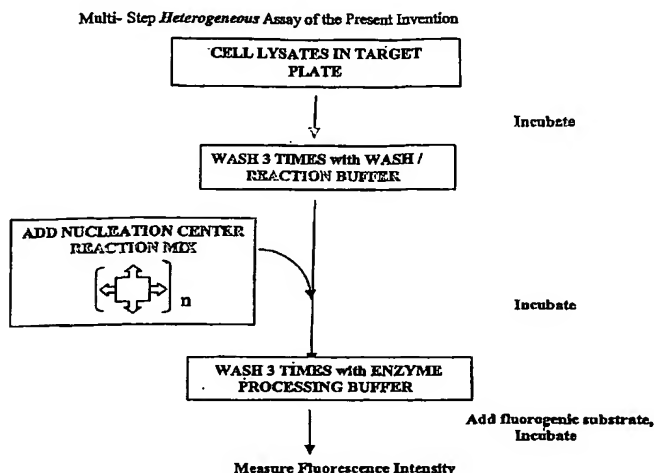 Multi- Step Heterogeneous Assay of the Present Invention
CELL LYSATES IN TARGET
PLATE
Incubate
WASH 3 TIMES with WASH /
REACTION BUFFER
ADD NUCLEATION CENTER
REACTION MIX
n
Incubate
WASH 3 TIMES with ENZYME
PROCESSING BUFFER
Add fluorogenic substrate,
Incubate
Measure Fluorescence Intensity